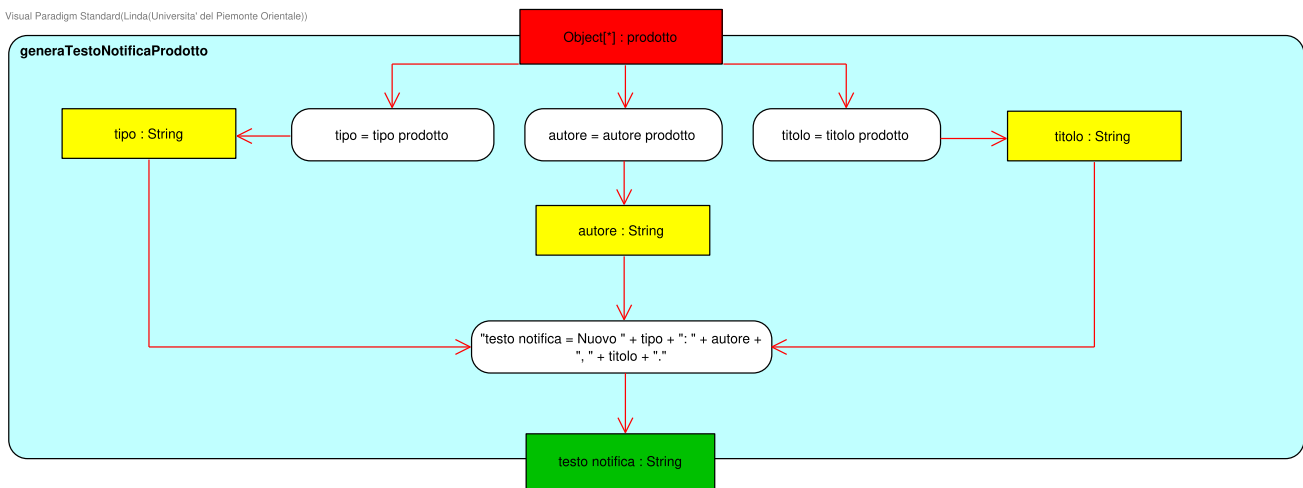 Visual Paradigm Standard(Linda(Universita' del Piemonte Orientale))
Object[*] : prodotto
generaTestoNotificaProdotto
tipo : String
tipo = tipo prodotto
autore = autore prodotto
titolo = titolo prodotto
titolo : String
autore : String
"testo notifica = Nuovo " + tipo + ": " + autore +
", " + titolo + "."
testo notifica : String